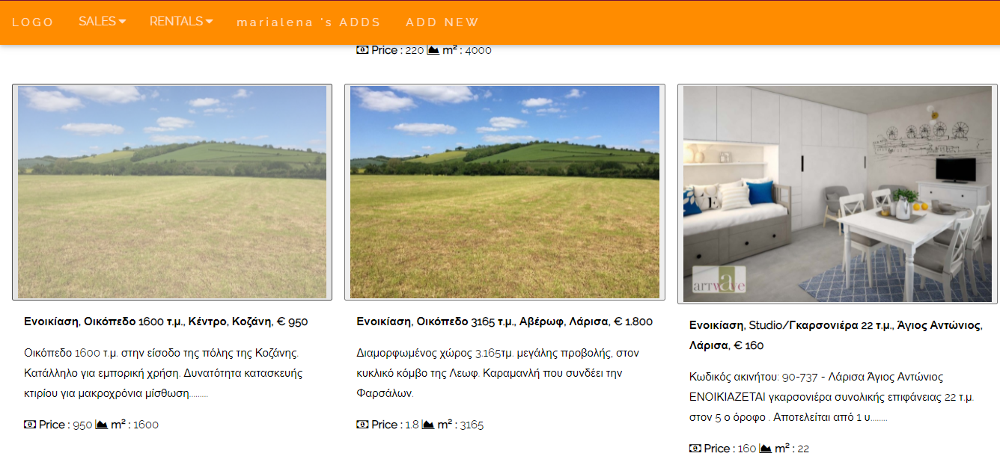 LOGO SALES RENTALS marialena 's ADDS ADD NEW
Price : 220 m² : 4000
Ενοικίαση, Οικόπεδο 1600 τ.μ., Κέντρο, Κοζάνη, € 950
Οικόπεδο 1600 τ.μ. στην είσοδο της πόλης της Κοζάνης.
Κατάλληλο για εμπορική χρήση. Δυνατότητα κατασκευής
κτιρίου για μακροχρόνια μίσθωση.........
Price : 950 m² : 1600
Ενοικίαση, Οικόπεδο 3165 τ.μ., Αβέρωφ, Λάρισα, € 1.800
Διαμορφωμένος χώρος 3.165τμ. μεγάλης προβολής, στον
κυκλικό κόμβο της Λεωφ. Καραμανλή που συνδέει την
Φαρσάλων.
Price : 1.8 m² : 3165
artwave
Ενοικίαση, Studio/Γκαρσονιέρα 22 τ.μ., Άγιος Αντώνιος,
Λάρισα, € 160
Κωδικός ακινήτου: 90-737 - Λάρισα Άγιος Αντώνιος
ΕΝΟΙΚΙΑΖΕΤΑΙ γκαρσονιέρα συνολικής επιφάνειας 22 τ.μ.
στον 5 ο όροφο . Αποτελείται από 1 υ........
Price : 160 m² : 22